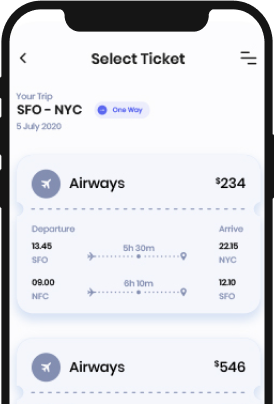 Select Ticket
Your Trip
SFO - NYC One Way
5 July 2020
Airways $234
Departure Arrive
13.45 5h 30m 22.15
SFO NYC
09.00 6h 10m 12.10
NFC SFO
Airways $546